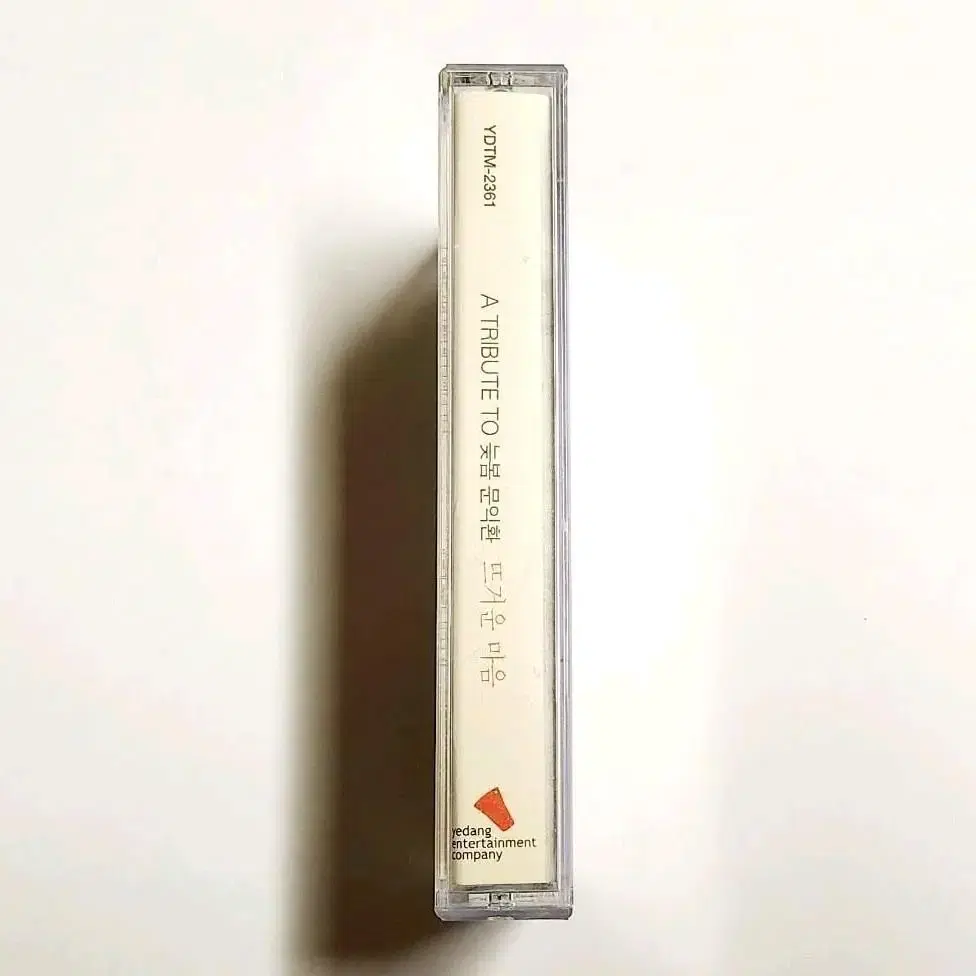 YDTM-2361
A TRIBUTE TO 늦봄 문익환 뜨거운 마음
yedang
entertainment
company